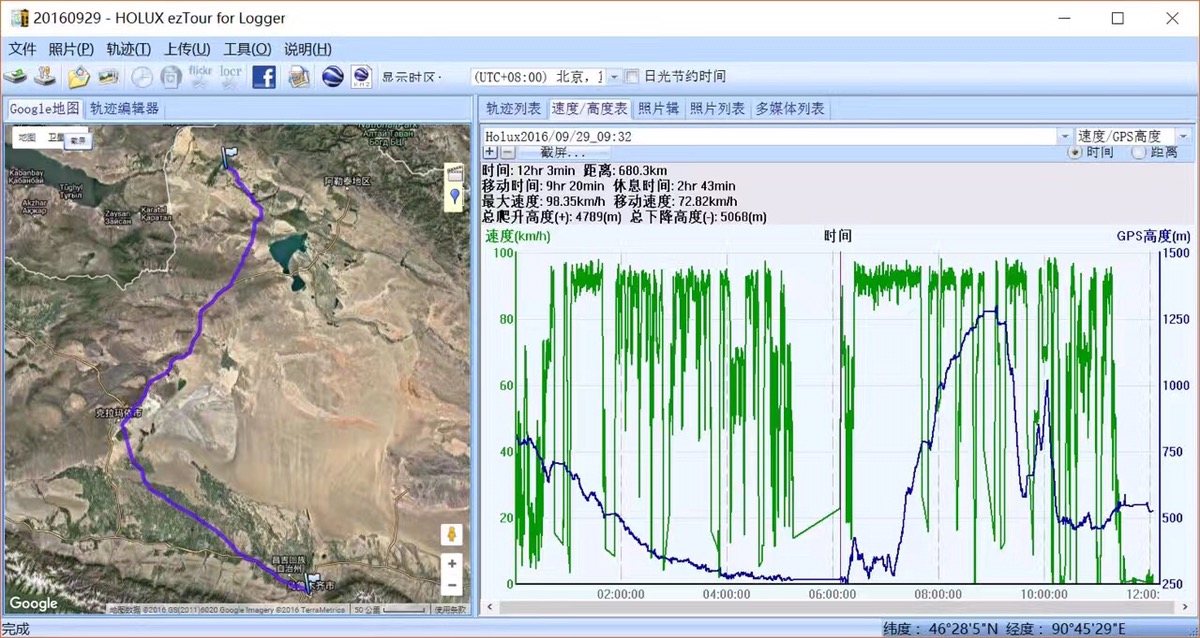 20160929 - HOLUX ezTour for Logger
文件 照片(P) 轨迹(T) 上传(U) 工具(O) 说明(H)
flickr locr 显示时区: (UTC+08:00) 北京, 日光节约时间
Google地图 轨迹编辑器
轨迹列表 速度/高度表 照片辑 照片列表 多媒体列表
Holux2016/09/29_09:32 速度/GPS高度
截屏... 时间 距离
时间: 12hr 3min 距离: 680.3km
移动时间: 9hr 20min 休息时间: 2hr 43min
最大速度: 98.35km/h 移动速度: 72.82km/h
总爬升高度(+): 4789(m) 总下降高度(-): 5068(m)
速度(km/h) 时间 GPS高度(m)
100 1500
80 1250
60 1000
40 750
20 500
0 250
02:00:00 04:00:00 06:00:00 08:00:00 10:00:00 12:00:
地图 卫星 截屏
Kabanbay
Кабанбай
Tüghyl
Тугыл
Akzhar
Ақжар
Zaysan
Зайсан
Karatal
Каратал
阿勒泰地区
克拉玛依市
昌吉回族
自治州
齐市
Google
地图数据 ©2016 GS(2011)6020 Google Imagery ©2016 TerraMetrics 50 公里 使用条款
完成
纬度: 46°28'5"N 经度: 90°45'29"E